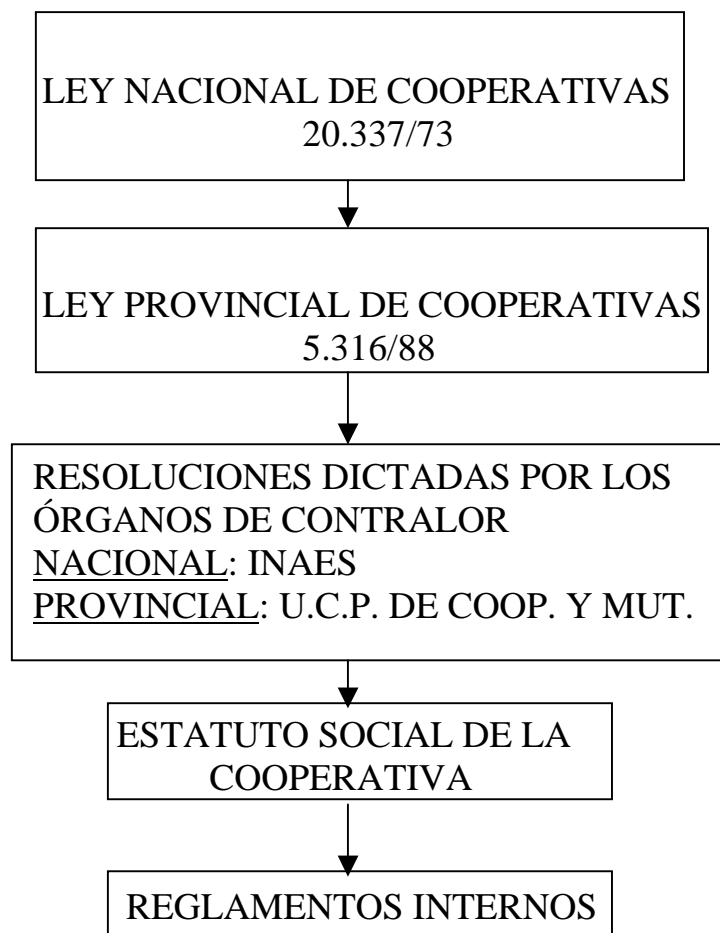 LEY NACIONAL DE COOPERATIVAS
20.337/73
LEY PROVINCIAL DE COOPERATIVAS
5.316/88
RESOLUCIONES DICTADAS POR LOS
ÓRGANOS DE CONTRALOR
NACIONAL: INAES
PROVINCIAL: U.C.P. DE COOP. Y MUT.
ESTATUTO SOCIAL DE LA
COOPERATIVA
REGLAMENTOS INTERNOS